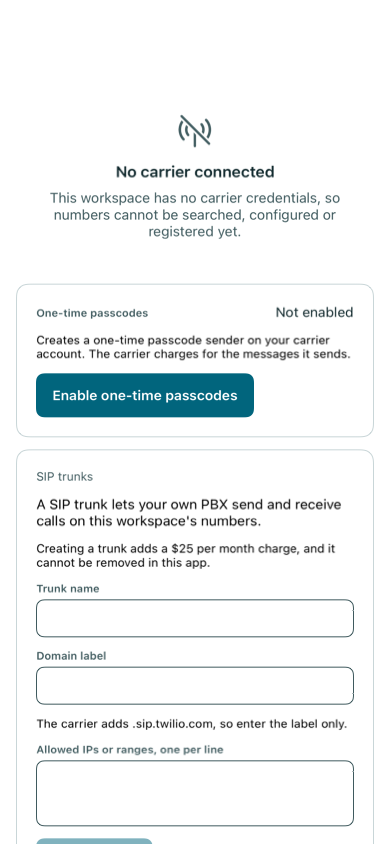 No carrier connected
This workspace has no carrier credentials, so
numbers cannot be searched, configured or
registered yet.
One-time passcodes
Not enabled
Creates a one-time passcode sender on your carrier
account. The carrier charges for the messages it sends.
Enable one-time passcodes
SIP trunks
A SIP trunk lets your own PBX send and receive
calls on this workspace's numbers.
Creating a trunk adds a $25 per month charge, and it
cannot be removed in this app.
Trunk name
Domain label
The carrier adds .sip.twilio.com, so enter the label only.
Allowed IPs or ranges, one per line